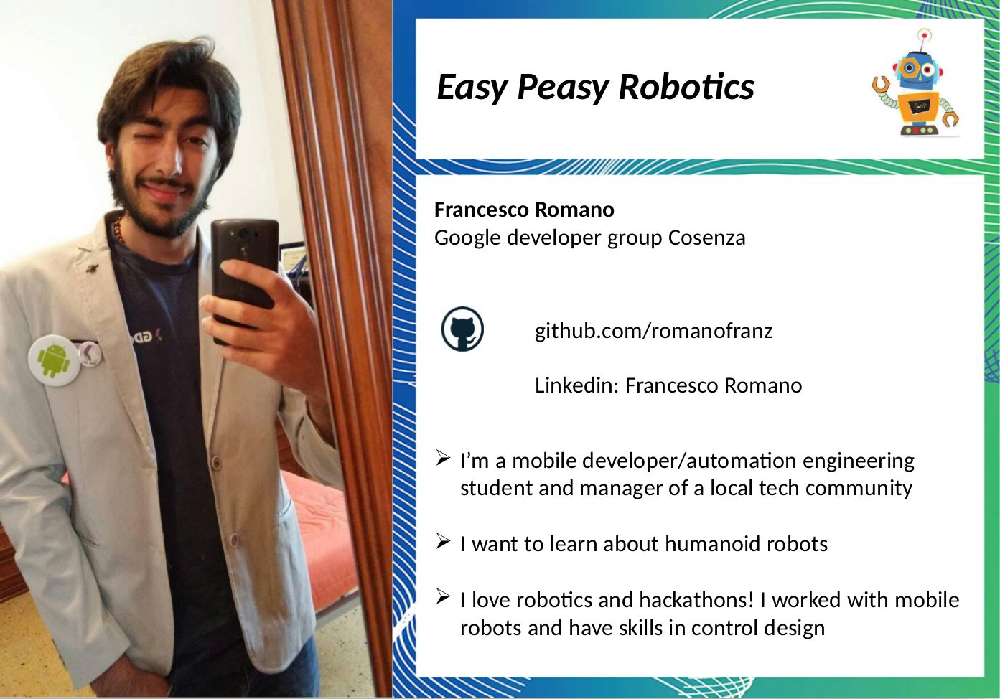 Easy Peasy Robotics
Francesco Romano
Google developer group Cosenza
github.com/romanofranz
Linkedin: Francesco Romano
➢ I’m a mobile developer/automation engineering
student and manager of a local tech community
➢ I want to learn about humanoid robots
➢ I love robotics and hackathons! I worked with mobile
robots and have skills in control design